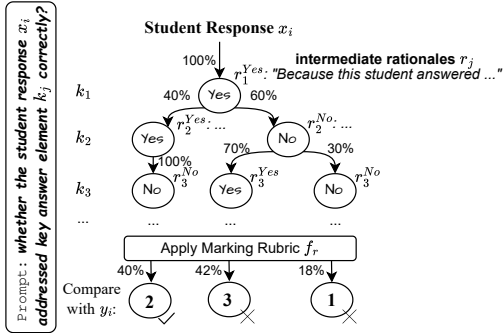 Prompt: whether the student response x_i
addressed key answer element k_j correctly?
Student Response x_i
100%
intermediate rationales r_j
r_1^{Yes}: "Because this student answered ..."
k_1
Yes
40%
60%
r_2^{Yes}: ...
r_2^{No}: ...
k_2
Yes
No
100%
70%
30%
r_3^{No}
r_3^{Yes}
r_3^{No}
k_3
No
Yes
No
...
...
...
...
Apply Marking Rubric f_r
40%
42%
18%
Compare
with y_i:
2
3
1